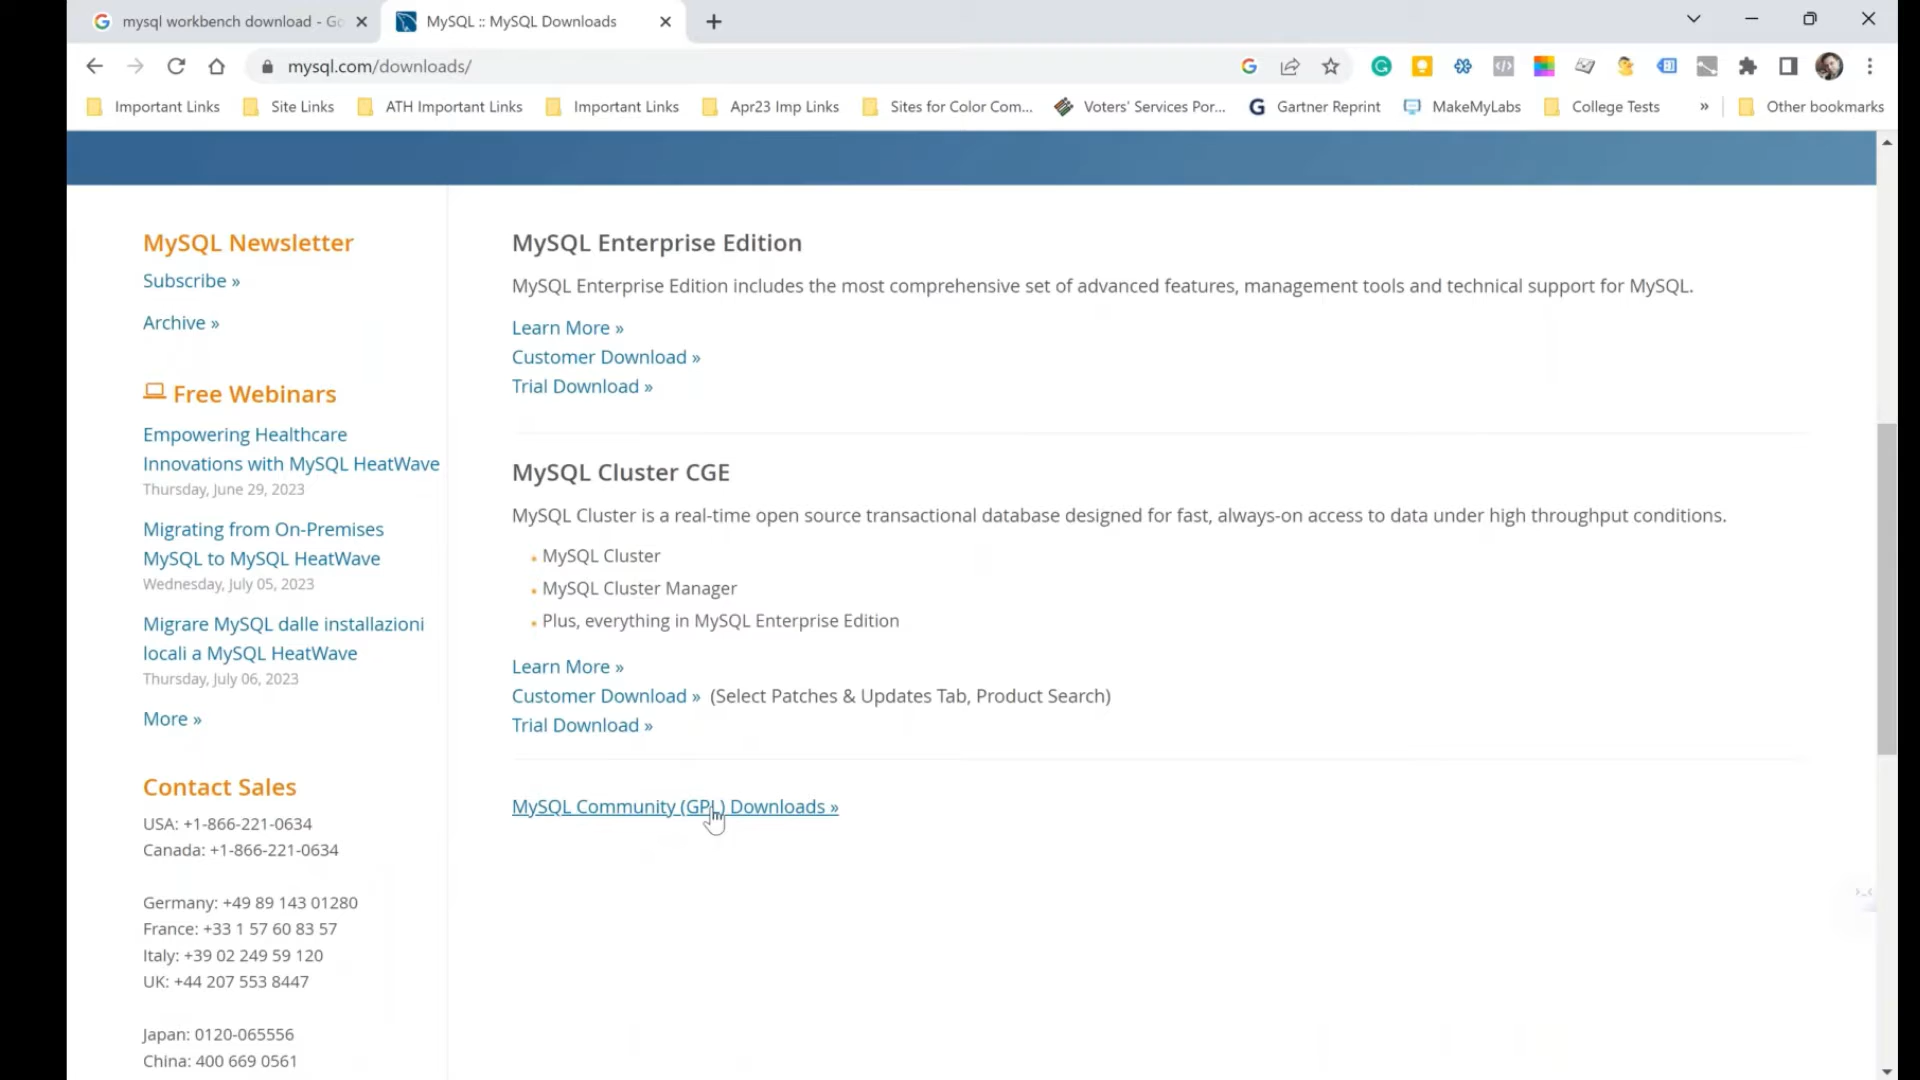 mysql workbench download - Go
MySQL :: MySQL Downloads
mysql.com/downloads/
Important Links
Site Links
ATH Important Links
Important Links
Apr23 Imp Links
Sites for Color Com...
Voters' Services Por...
Gartner Reprint
MakeMyLabs
College Tests
»
Other bookmarks
MySQL Newsletter
Subscribe »
Archive »
Free Webinars
Empowering Healthcare
Innovations with MySQL HeatWave
Thursday, June 29, 2023
Migrating from On-Premises
MySQL to MySQL HeatWave
Wednesday, July 05, 2023
Migrare MySQL dalle installazioni
locali a MySQL HeatWave
Thursday, July 06, 2023
More »
Contact Sales
USA: +1-866-221-0634
Canada: +1-866-221-0634
Germany: +49 89 143 01280
France: +33 1 57 60 83 57
Italy: +39 02 249 59 120
UK: +44 207 553 8447
Japan: 0120-065556
China: 400 669 0561
MySQL Enterprise Edition
MySQL Enterprise Edition includes the most comprehensive set of advanced features, management tools and technical support for MySQL.
Learn More »
Customer Download »
Trial Download »
MySQL Cluster CGE
MySQL Cluster is a real-time open source transactional database designed for fast, always-on access to data under high throughput conditions.
• MySQL Cluster
• MySQL Cluster Manager
• Plus, everything in MySQL Enterprise Edition
Learn More »
Customer Download » (Select Patches & Updates Tab, Product Search)
Trial Download »
MySQL Community (GPL) Downloads »